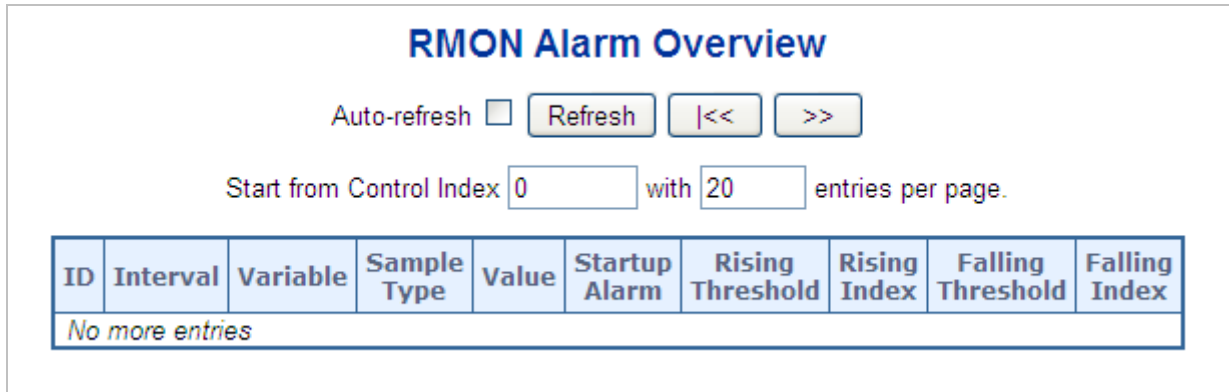 RMON Alarm Overview
Auto-refresh Refresh |<< >>
Start from Control Index 0 with 20 entries per page.
ID Interval Variable Sample Type Value Startup Alarm Rising Threshold Rising Index Falling Threshold Falling Index
No more entries